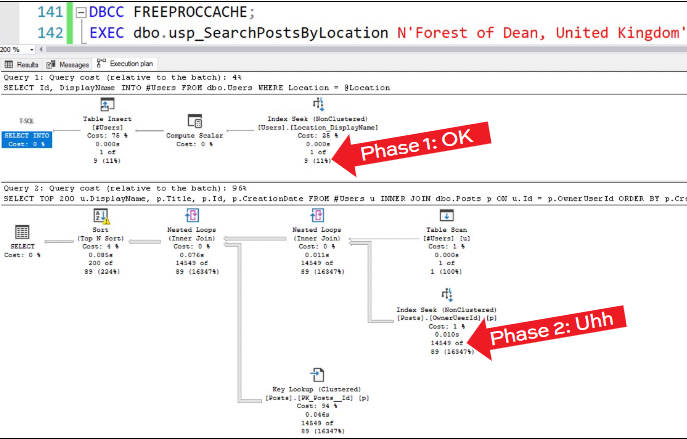 141 DBCC FREEPROCCACHE;
142 EXEC dbo.usp_SearchPostsByLocation N'Forest of Dean, United Kingdom'
200 %
Results Messages Execution plan
Query 1: Query cost (relative to the batch): 4%
SELECT Id, DisplayName INTO #Users FROM dbo.Users WHERE Location = @Location
T-SQL
SELECT INTO
Cost: 0 %
Table Insert
[#Users]
Cost: 75 %
0.000s
1 of
9 (11%)
Compute Scalar
Cost: 0 %
Index Seek (NonClustered)
[Users].[Location_DisplayName]
Cost: 25 %
0.000s
1 of
9 (11%)
Phase 1: OK
Query 2: Query cost (relative to the batch): 96%
SELECT TOP 200 u.DisplayName, p.Title, p.Id, p.CreationDate FROM #Users u INNER JOIN dbo.Posts p ON u.Id = p.OwnerUserId ORDER BY p.Cre
SELECT
Cost: 0 %
Sort
(Top N Sort)
Cost: 4 %
0.085s
200 of
89 (224%)
Nested Loops
(Inner Join)
Cost: 0 %
0.076s
14549 of
89 (16347%)
Nested Loops
(Inner Join)
Cost: 0 %
0.011s
14549 of
89 (16347%)
Table Scan
[#Users] [u]
Cost: 1 %
0.000s
1 of
1 (100%)
Index Seek (NonClustered)
[Posts].[OwnerUserId] [p]
Cost: 1 %
0.010s
14549 of
89 (16347%)
Phase 2: Uhh
Key Lookup (Clustered)
[Posts].[PK_Posts__Id] [p]
Cost: 94 %
0.046s
14549 of
89 (16347%)